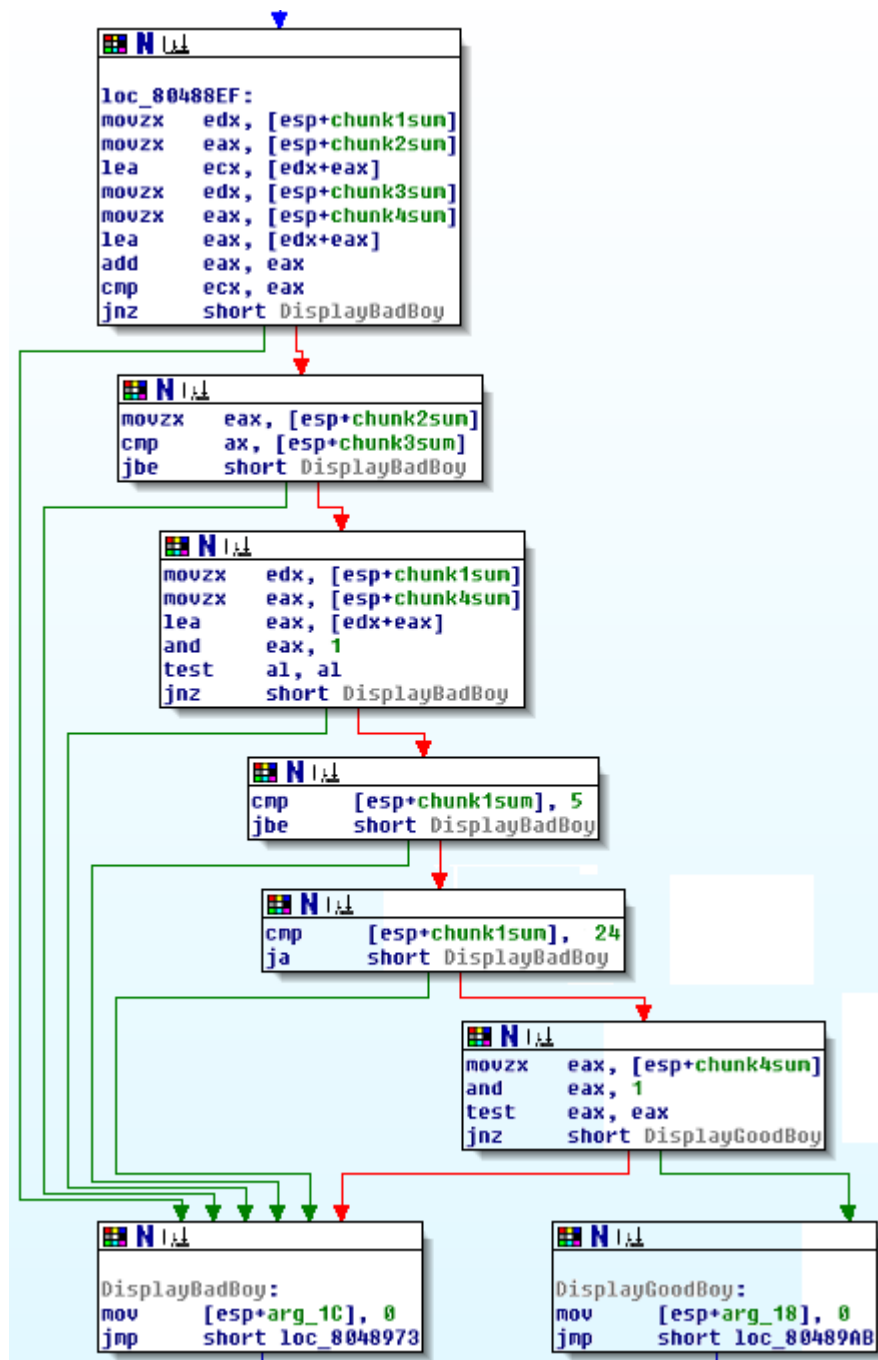 loc_80488EF:
movzx edx, [esp+chunk1sum]
movzx eax, [esp+chunk2sum]
lea ecx, [edx+eax]
movzx edx, [esp+chunk3sum]
movzx eax, [esp+chunk4sum]
lea eax, [edx+eax]
add eax, eax
cmp ecx, eax
jnz short DisplayBadBoy
movzx eax, [esp+chunk2sum]
cmp ax, [esp+chunk3sum]
jbe short DisplayBadBoy
movzx edx, [esp+chunk1sum]
movzx eax, [esp+chunk4sum]
lea eax, [edx+eax]
and eax, 1
test al, al
jnz short DisplayBadBoy
cmp [esp+chunk1sum], 5
jbe short DisplayBadBoy
cmp [esp+chunk1sum], 24
ja short DisplayBadBoy
movzx eax, [esp+chunk4sum]
and eax, 1
test eax, eax
jnz short DisplayGoodBoy
DisplayBadBoy:
mov [esp+arg_1C], 0
jmp short loc_8048973
DisplayGoodBoy:
mov [esp+arg_18], 0
jmp short loc_80489AB